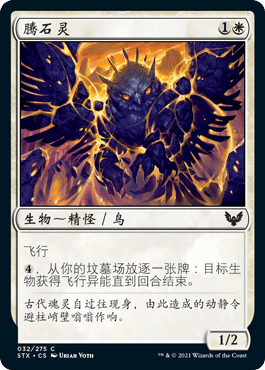 腾石灵 1
生物～精怪／鸟
飞行
4，从你的坟墓场放逐一张牌：目标生
物获得飞行异能直到回合结束。
古代魂灵自过往现身，由此造成的动静令
避柱峭壁嗡嗡作响。
1/2
032/275 C
STX • CS Uriah Voth
™ & © 2021 Wizards of the Coast